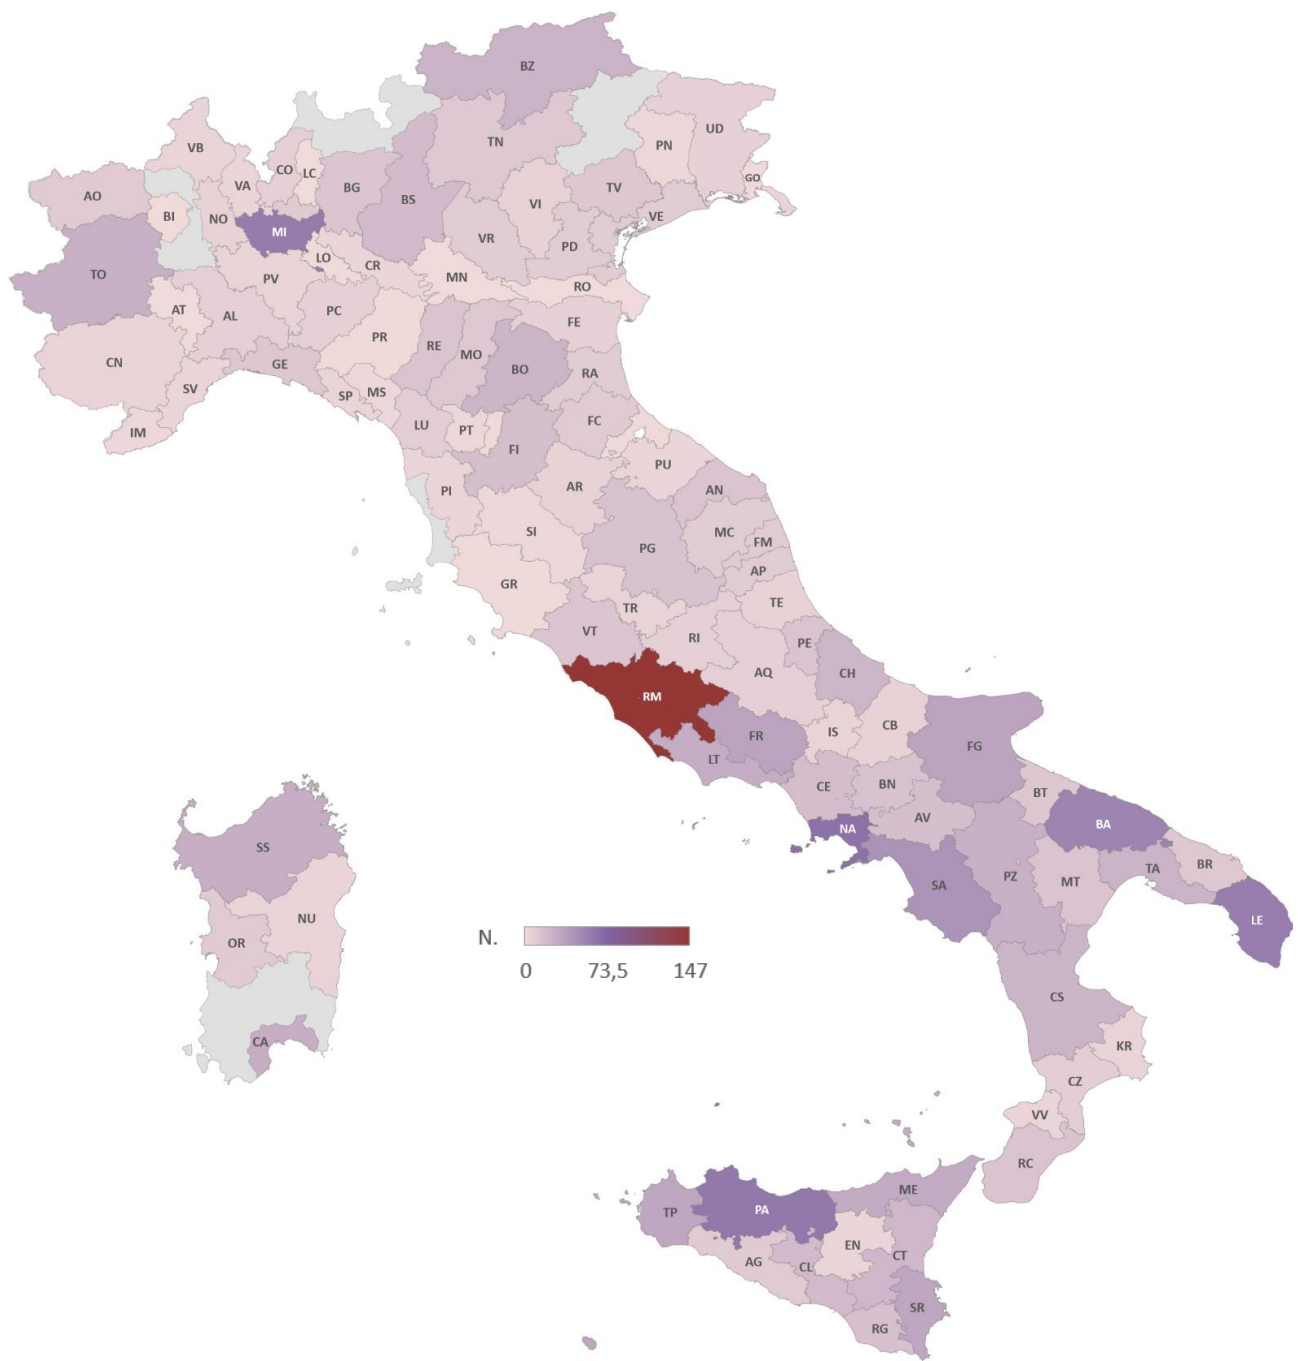 BZ
TN
UD
PN
VB
CO
LC
VA
BG
BS
TV
GO
AO
BI
NO
MI
VI
VE
VR
PD
TO
LO
CR
PV
MN
RO
AT
AL
PC
PR
RE
MO
FE
CN
GE
BO
RA
SV
SP
MS
IM
LU
PT
FC
FI
PU
PI
AR
AN
SI
PG
MC
FM
GR
AP
TR
TE
VT
RI
PE
AQ
CH
RM
FR
IS
CB
FG
LT
CE
BN
BT
AV
NA
BA
SS
SA
PZ
MT
TA
BR
NU
LE
OR
N.
0
73,5
147
CS
CA
KR
CZ
VV
RC
ME
TP
PA
EN
AG
CL
CT
SR
RG